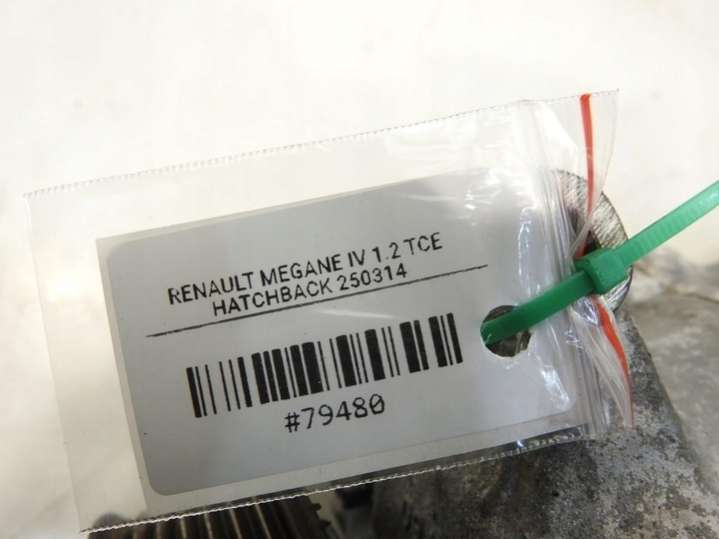 RENAULT MEGANE IV 1.2 TCE
HATCHBACK 250314
#79480